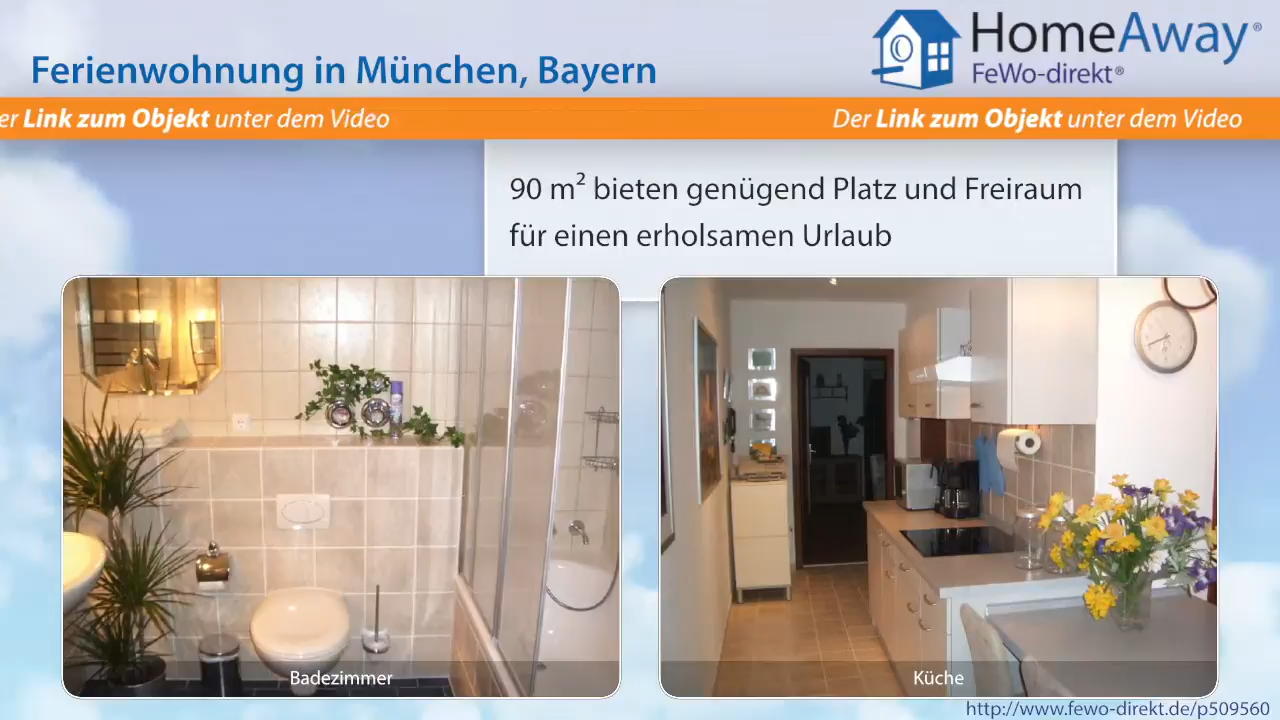 Ferienwohnung in München, Bayern
HomeAway®
FeWo-direkt®
er Link zum Objekt unter dem Video
Der Link zum Objekt unter dem Video
90 m² bieten genügend Platz und Freiraum
für einen erholsamen Urlaub
Badezimmer
Küche
http://www.fewo-direkt.de/p509560